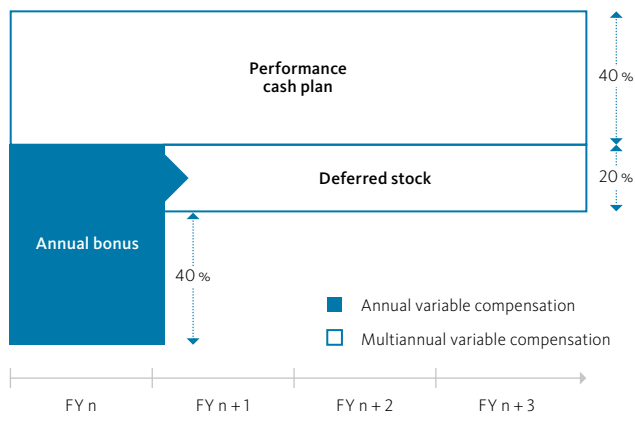 Performance
cash plan
40 %
Deferred stock
20 %
Annual bonus
40 %
Annual variable compensation
Multiannual variable compensation
FY n
FY n + 1
FY n + 2
FY n + 3